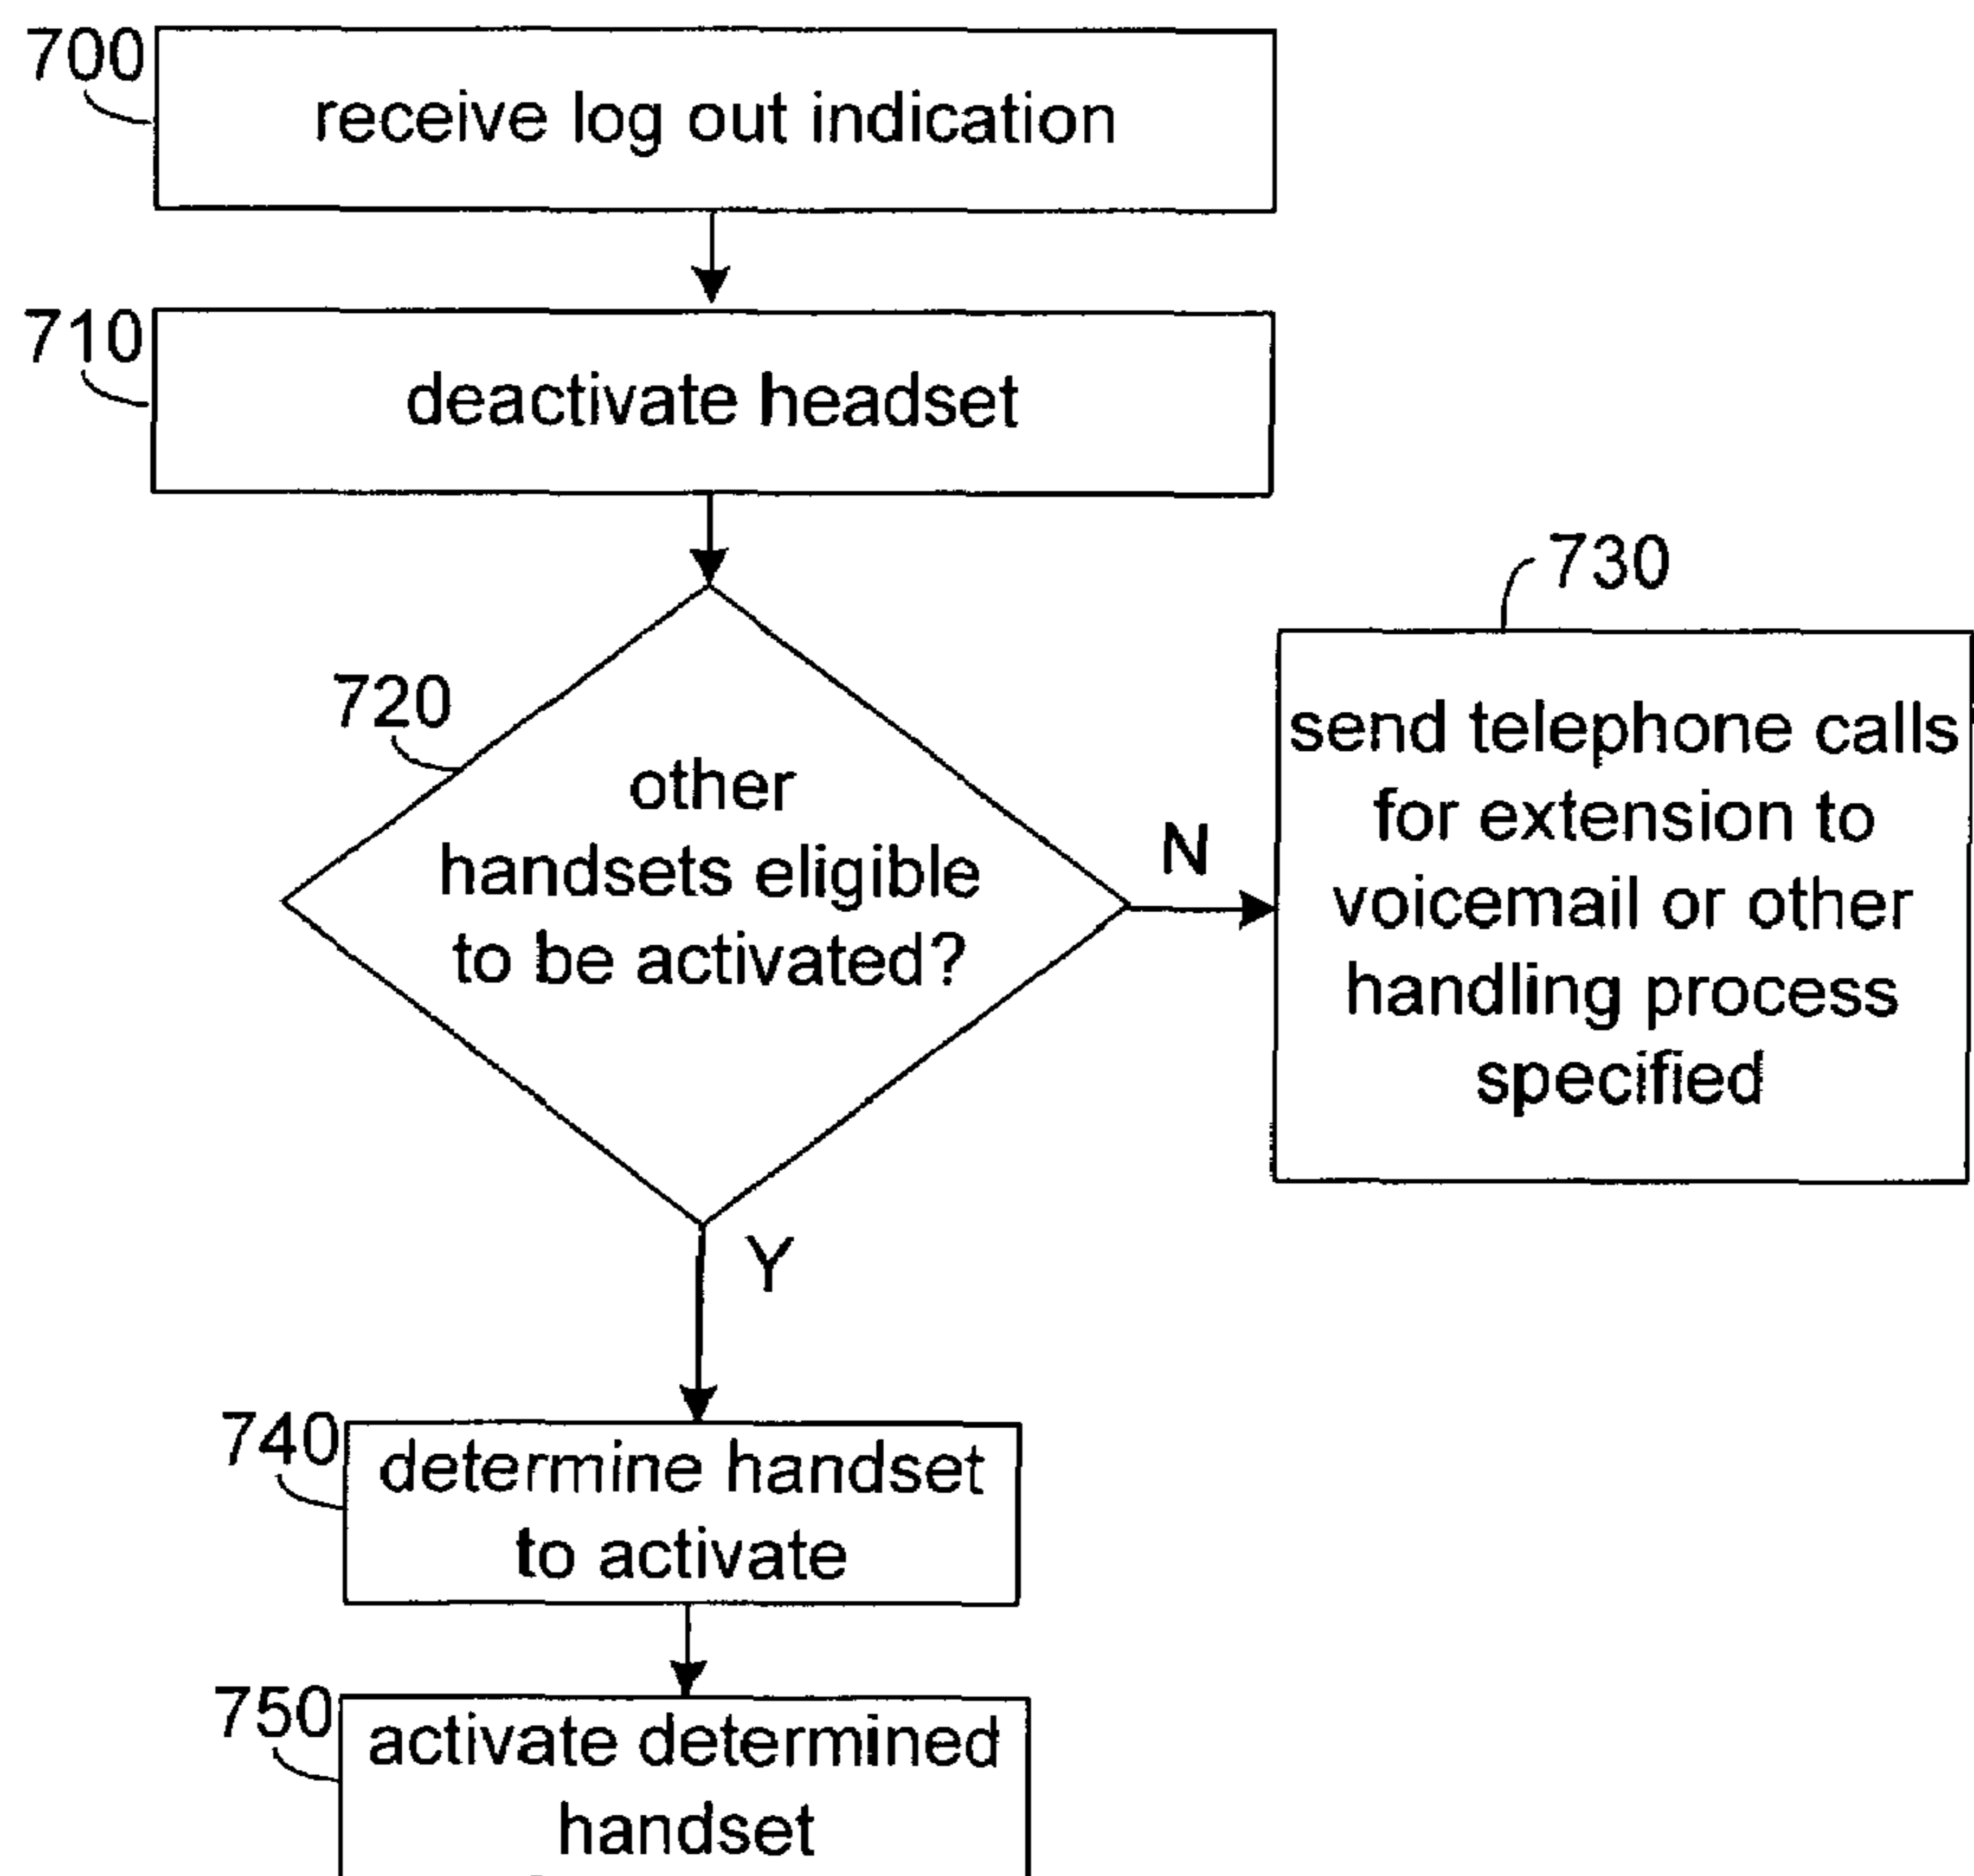 700
receive log out indication
710
deactivate headset
720
other
handsets eligible
to be activated?
N
730
send telephone calls
for extension to
voicemail or other
handling process
specified
Y
740
determine handset
to activate
750
activate determined
handset